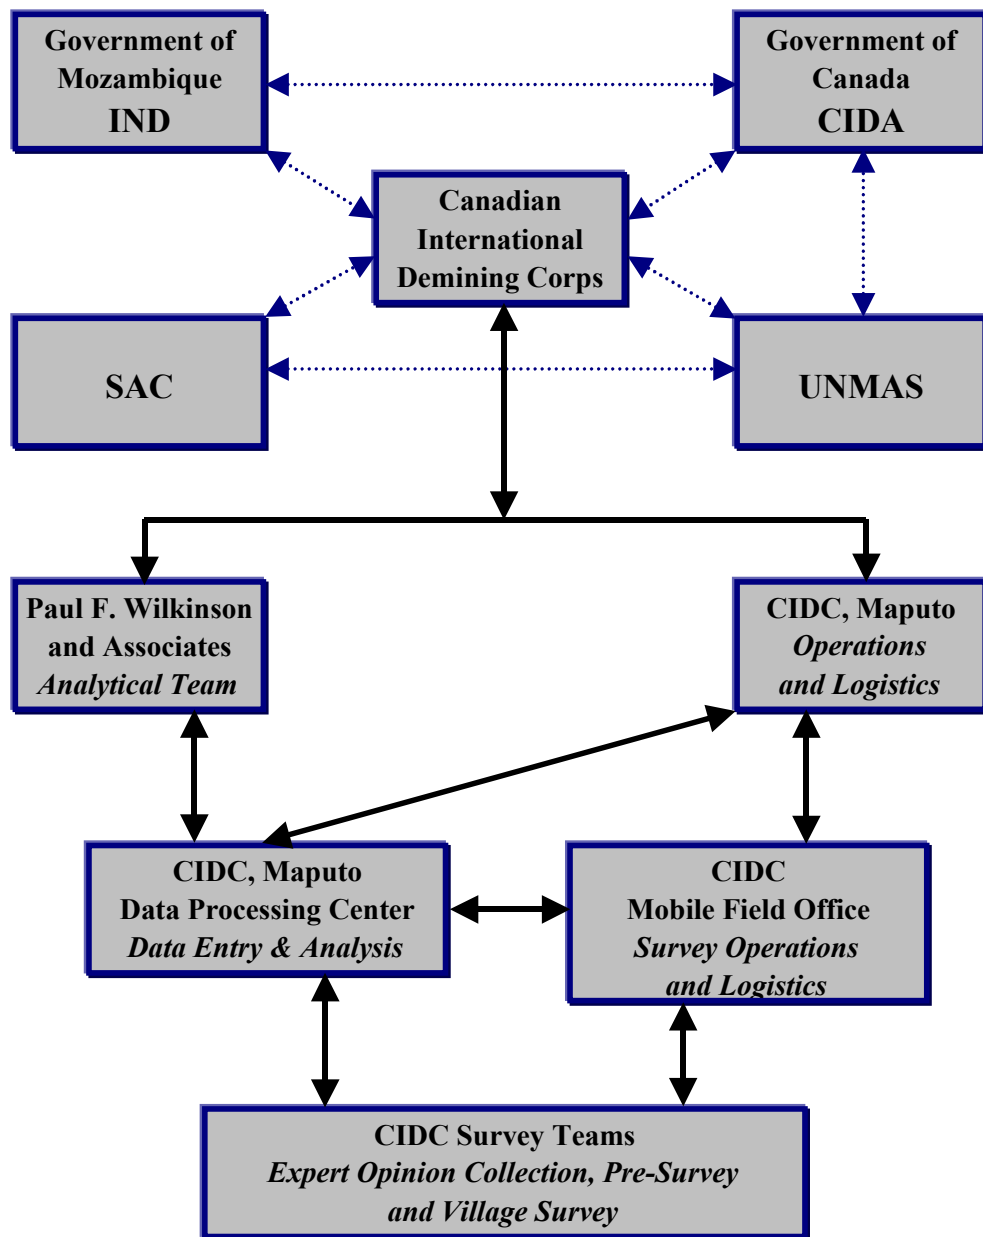 Government of
Mozambique
IND
Government of
Canada
CIDA
Canadian
International
Demining Corps
SAC
UNMAS
Paul F. Wilkinson
and Associates
Analytical Team
CIDC, Maputo
Operations
and Logistics
CIDC, Maputo
Data Processing Center
Data Entry & Analysis
CIDC
Mobile Field Office
Survey Operations
and Logistics
CIDC Survey Teams
Expert Opinion Collection, Pre-Survey
and Village Survey